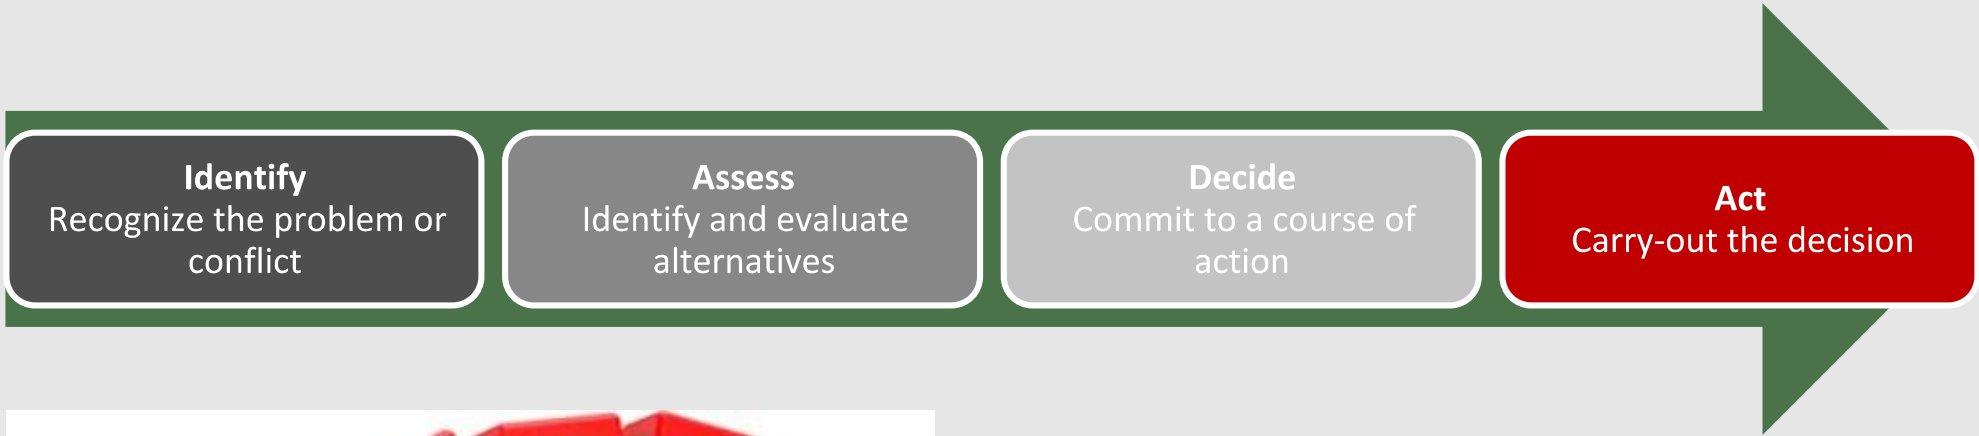 Identify
Recognize the problem or
conflict
Assess
Identify and evaluate
alternatives
Decide
Commit to a course of
action
Act
Carry-out the decision